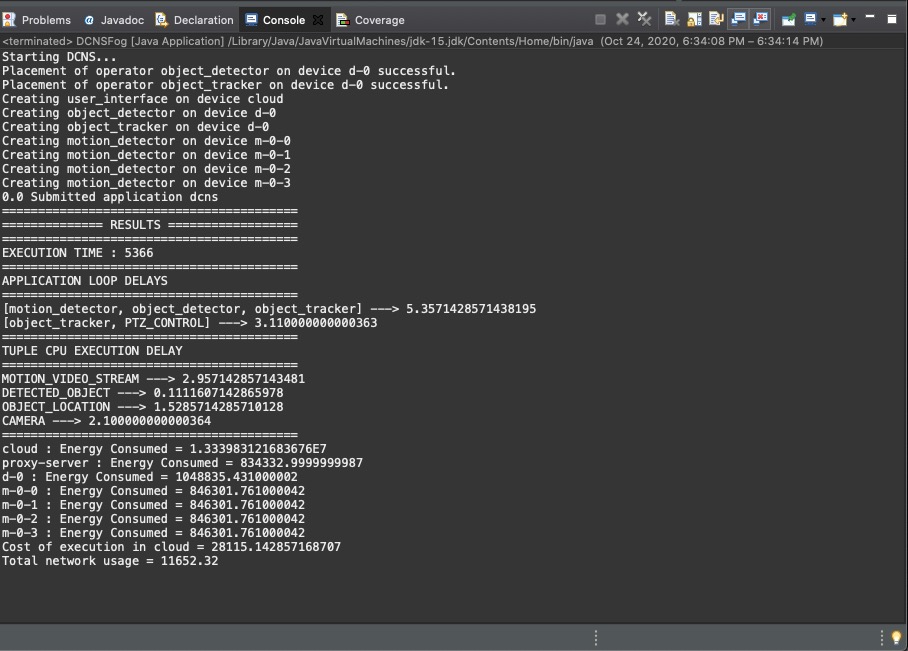 Problems @ Javadoc Declaration Console Coverage
<terminated> DCNSFog [Java Application] /Library/Java/JavaVirtualMachines/jdk-15.jdk/Contents/Home/bin/java (Oct 24, 2020, 6:34:08 PM – 6:34:14 PM)
Starting DCNS...
Placement of operator object_detector on device d-0 successful.
Placement of operator object_tracker on device d-0 successful.
Creating user_interface on device cloud
Creating object_detector on device d-0
Creating object_tracker on device d-0
Creating motion_detector on device m-0-0
Creating motion_detector on device m-0-1
Creating motion_detector on device m-0-2
Creating motion_detector on device m-0-3
0.0 Submitted application dcns
=========================================
============== RESULTS ==================
=========================================
EXECUTION TIME : 5366
=========================================
APPLICATION LOOP DELAYS
=========================================
[motion_detector, object_detector, object_tracker] ---> 5.3571428571438195
[object_tracker, PTZ_CONTROL] ---> 3.110000000000363
=========================================
TUPLE CPU EXECUTION DELAY
=========================================
MOTION_VIDEO_STREAM ---> 2.957142857143481
DETECTED_OBJECT ---> 0.1111607142865978
OBJECT_LOCATION ---> 1.5285714285710128
CAMERA ---> 2.100000000000364
=========================================
cloud : Energy Consumed = 1.333983121683676E7
proxy-server : Energy Consumed = 834332.9999999987
d-0 : Energy Consumed = 1048835.431000002
m-0-0 : Energy Consumed = 846301.761000042
m-0-1 : Energy Consumed = 846301.761000042
m-0-2 : Energy Consumed = 846301.761000042
m-0-3 : Energy Consumed = 846301.761000042
Cost of execution in cloud = 28115.142857168707
Total network usage = 11652.32